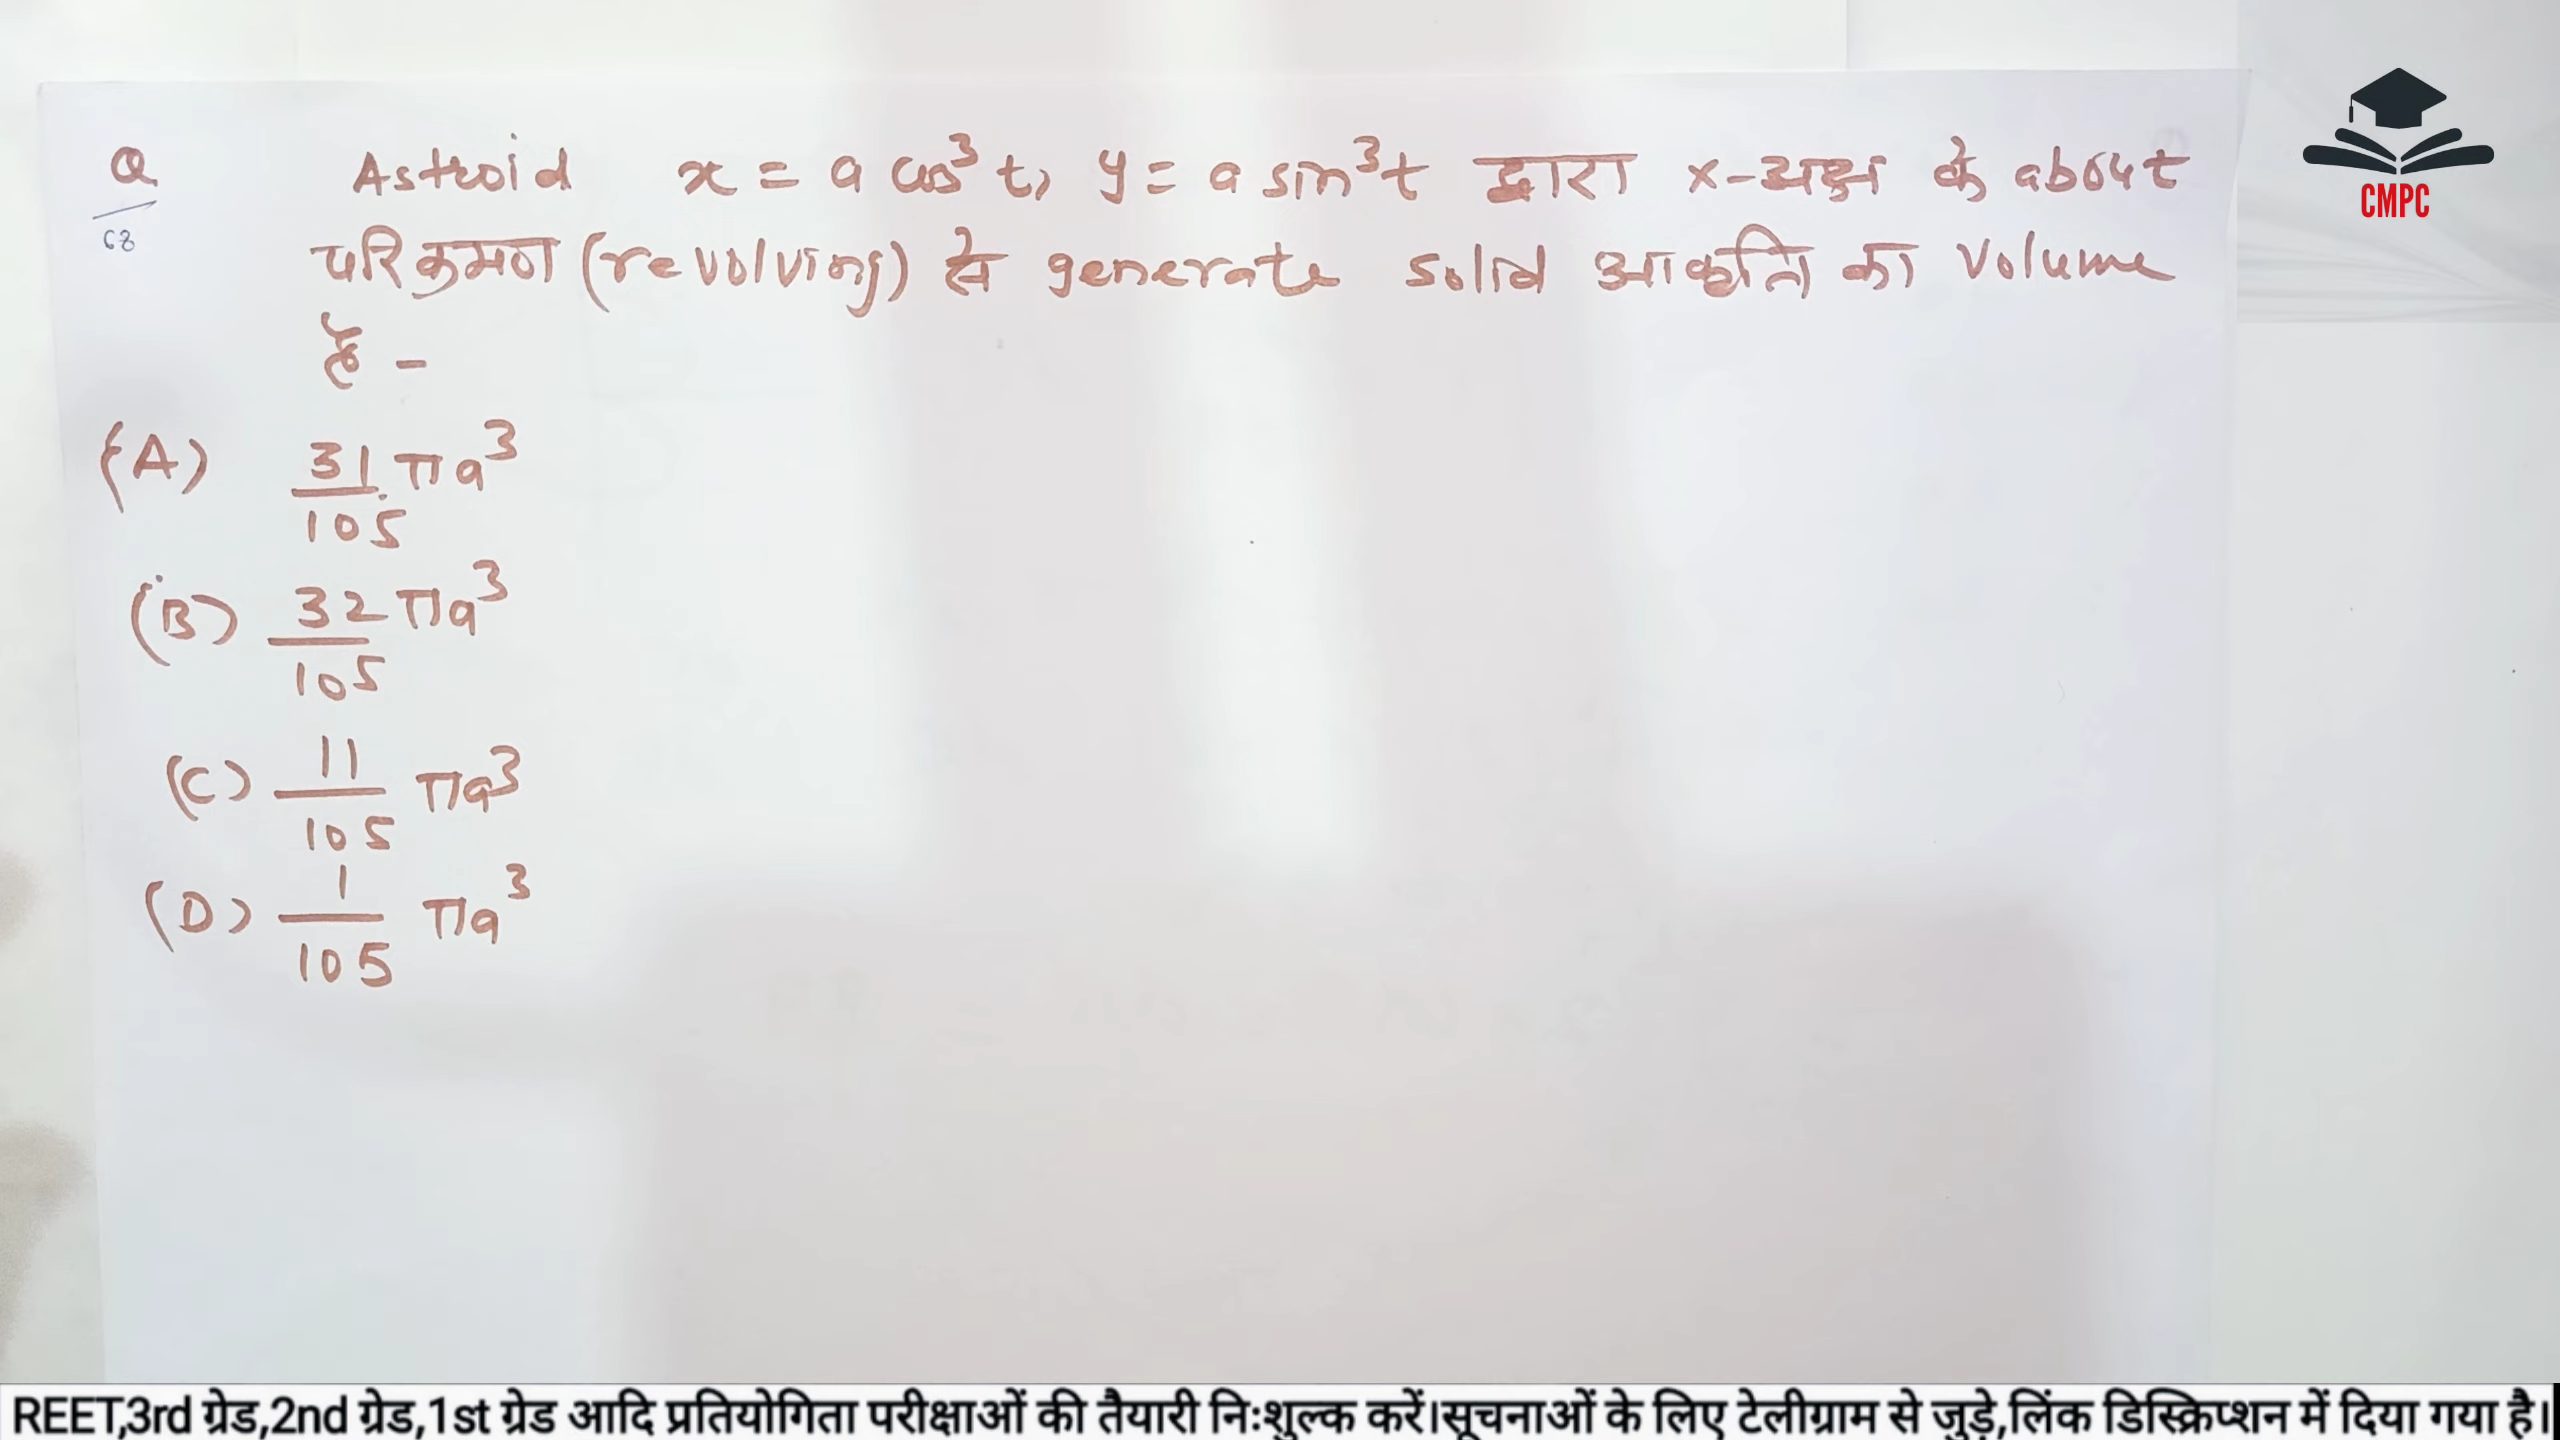 Q Astroid x = a cos³t, y = a sin³t द्वारा x-अक्ष के about
68 परिक्रमण (revolving) से generate solid आकृति का Volume
है -
(A) 31/105 πa³
(B) 32/105 πa³
(C) 11/105 πa³
(D) 1/105 πa³
CMPC
REET,3rd ग्रेड,2nd ग्रेड,1st ग्रेड आदि प्रतियोगिता परीक्षाओं की तैयारी निःशुल्क करें।सूचनाओं के लिए टेलीग्राम से जुड़े,लिंक डिस्क्रिप्शन में दिया गया है।